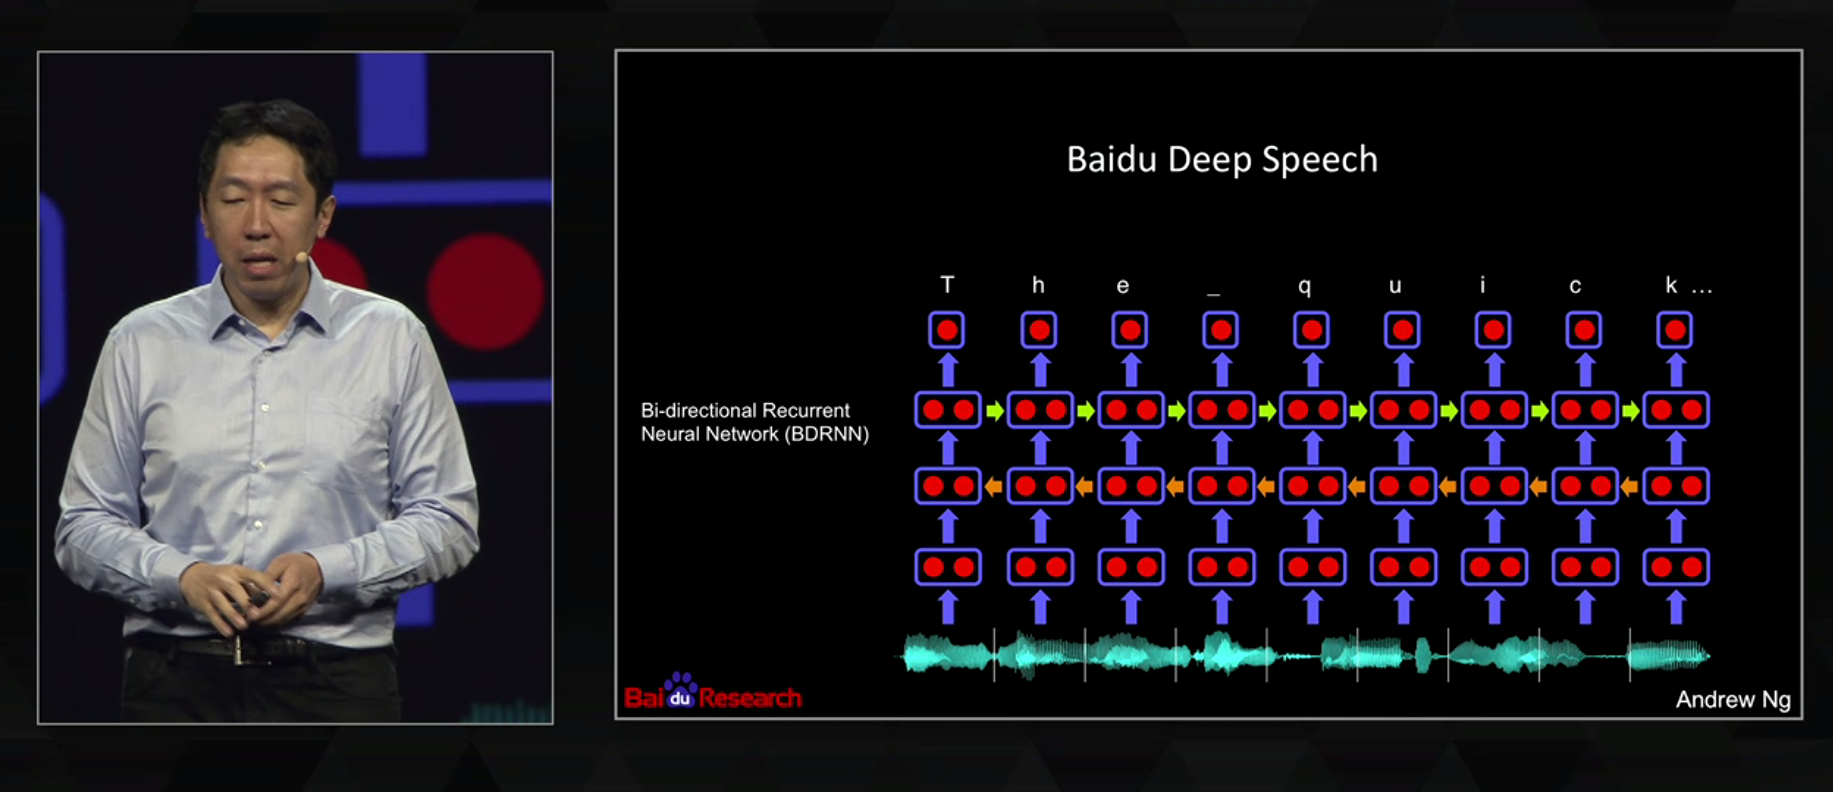 Baidu Deep Speech
T h e _ q u i c k ...
Bi-directional Recurrent
Neural Network (BDRNN)
Bai du Research
Andrew Ng